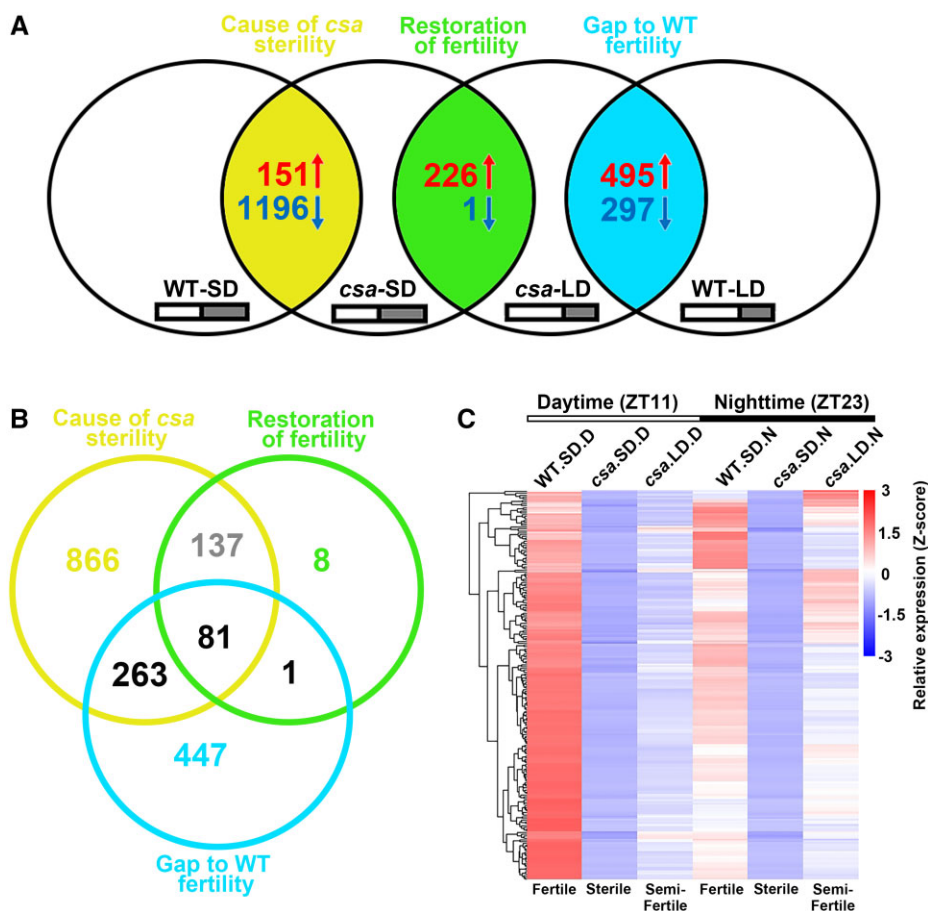 A
Cause of csa
sterility
Restoration
of fertility
Gap to WT
fertility
151↑
1196↓
226↑
1↓
495↑
297↓
WT-SD
csa-SD
csa-LD
WT-LD
B
Cause of csa
sterility
Restoration
of fertility
866
137
8
81
263
1
447
Gap to WT
fertility
C
Daytime (ZT11)
Nighttime (ZT23)
WT.SD.D
csa.SD.D
csa.LD.D
WT.SD.N
csa.SD.N
csa.LD.N
3
1.5
0
-1.5
-3
Relative expression (Z-score)
Fertile
Sterile
Semi-
Fertile
Fertile
Sterile
Semi-
Fertile